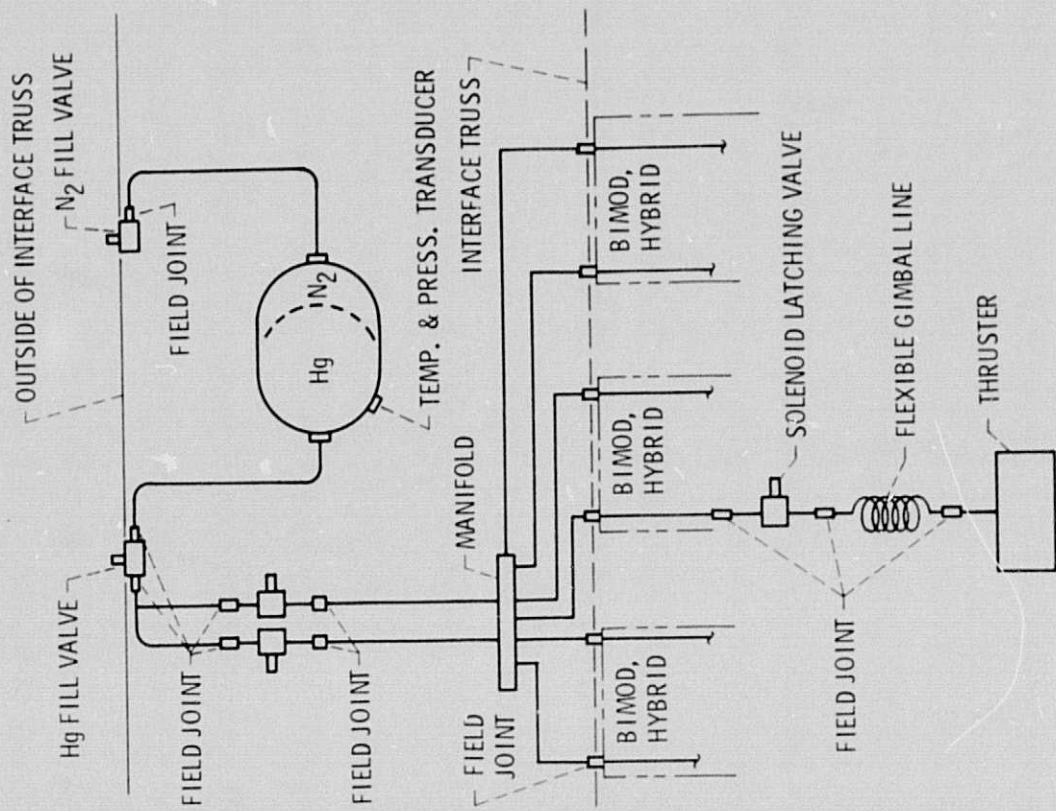 OUTSIDE OF INTERFACE TRUSS
N2 FILL VALVE
Hg FILL VALVE
FIELD JOINT
FIELD JOINT
Hg
N2
TEMP. & PRESS. TRANSDUCER
FIELD JOINT
MANIFOLD
INTERFACE TRUSS
FIELD
JOINT
BIMOD,
HYBRID
BIMOD,
HYBRID
BIMOD,
HYBRID
SOLENOID LATCHING VALVE
FIELD JOINT
FLEXIBLE GIMBAL LINE
THRUSTER